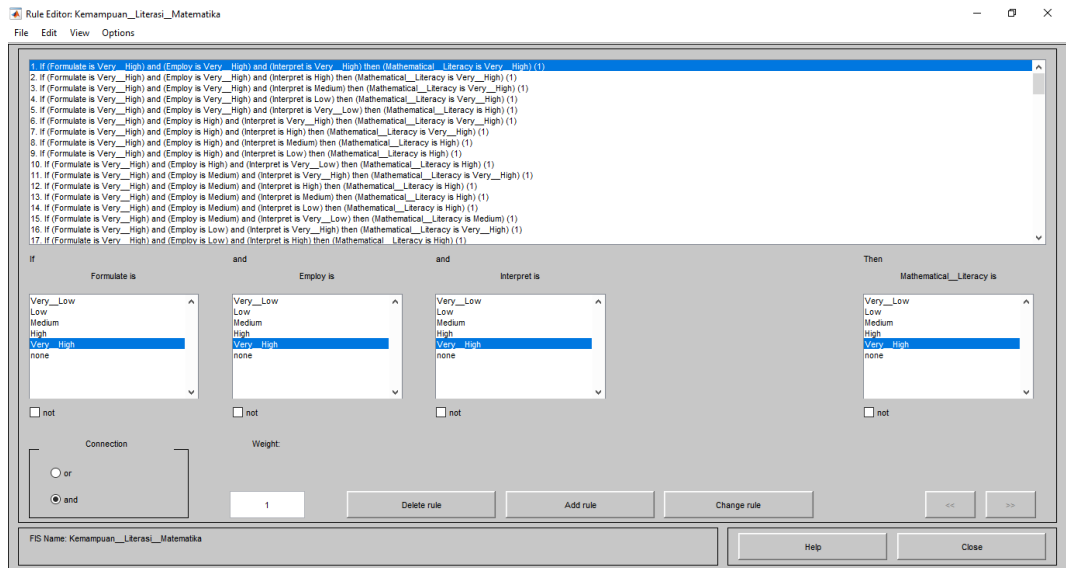 Rule Editor: Kemampuan__Literasi__Matematika
File Edit View Options
1. If (Formulate is Very__High) and (Employ is Very__High) and (Interpret is Very__High) then (Mathematical__Literacy is Very__High) (1)
2. If (Formulate is Very__High) and (Employ is Very__High) and (Interpret is High) then (Mathematical__Literacy is Very__High) (1)
3. If (Formulate is Very__High) and (Employ is Very__High) and (Interpret is Medium) then (Mathematical__Literacy is Very__High) (1)
4. If (Formulate is Very__High) and (Employ is Very__High) and (Interpret is Low) then (Mathematical__Literacy is Very__High) (1)
5. If (Formulate is Very__High) and (Employ is Very__High) and (Interpret is Very__Low) then (Mathematical__Literacy is High) (1)
6. If (Formulate is Very__High) and (Employ is High) and (Interpret is Very__High) then (Mathematical__Literacy is Very__High) (1)
7. If (Formulate is Very__High) and (Employ is High) and (Interpret is High) then (Mathematical__Literacy is Very__High) (1)
8. If (Formulate is Very__High) and (Employ is High) and (Interpret is Medium) then (Mathematical__Literacy is High) (1)
9. If (Formulate is Very__High) and (Employ is High) and (Interpret is Low) then (Mathematical__Literacy is High) (1)
10. If (Formulate is Very__High) and (Employ is High) and (Interpret is Very__Low) then (Mathematical__Literacy is High) (1)
11. If (Formulate is Very__High) and (Employ is Medium) and (Interpret is Very__High) then (Mathematical__Literacy is Very__High) (1)
12. If (Formulate is Very__High) and (Employ is Medium) and (Interpret is High) then (Mathematical__Literacy is High) (1)
13. If (Formulate is Very__High) and (Employ is Medium) and (Interpret is Medium) then (Mathematical__Literacy is High) (1)
14. If (Formulate is Very__High) and (Employ is Medium) and (Interpret is Low) then (Mathematical__Literacy is High) (1)
15. If (Formulate is Very__High) and (Employ is Medium) and (Interpret is Very__Low) then (Mathematical__Literacy is Medium) (1)
16. If (Formulate is Very__High) and (Employ is Low) and (Interpret is Very__High) then (Mathematical__Literacy is Very__High) (1)
17. If (Formulate is Very__High) and (Employ is Low) and (Interpret is High) then (Mathematical__Literacy is High) (1)
If and and Then
Formulate is Employ is Interpret is Mathematical__Literacy is
Very__Low Very__Low Very__Low Very__Low
Low Low Low Low
Medium Medium Medium Medium
High High High High
Very__High Very__High Very__High Very__High
none none none none
not not not not
Connection Weight:
or
and 1 Delete rule Add rule Change rule << >>
FIS Name: Kemampuan__Literasi__Matematika Help Close